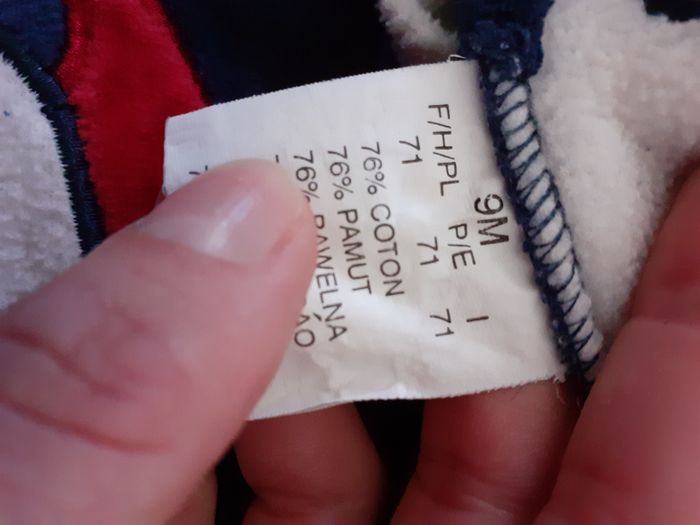 9M
F/H/PL P/E I
71 71 71
76% COTON
76% PAMUT
76% BAWEŁNA